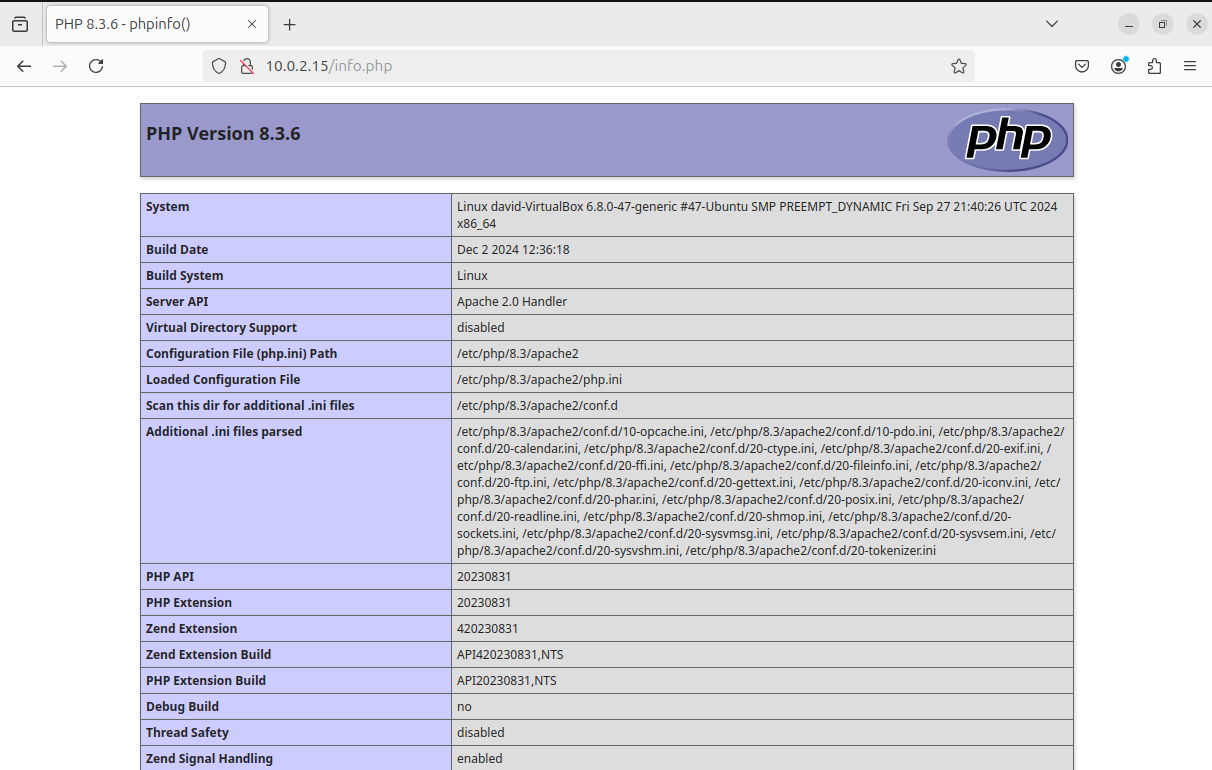 PHP 8.3.6 - phpinfo()
10.0.2.15/info.php
PHP Version 8.3.6
php
System
Linux david-VirtualBox 6.8.0-47-generic #47-Ubuntu SMP PREEMPT_DYNAMIC Fri Sep 27 21:40:26 UTC 2024
x86_64
Build Date
Dec 2 2024 12:36:18
Build System
Linux
Server API
Apache 2.0 Handler
Virtual Directory Support
disabled
Configuration File (php.ini) Path
/etc/php/8.3/apache2
Loaded Configuration File
/etc/php/8.3/apache2/php.ini
Scan this dir for additional .ini files
/etc/php/8.3/apache2/conf.d
Additional .ini files parsed
/etc/php/8.3/apache2/conf.d/10-opcache.ini, /etc/php/8.3/apache2/conf.d/10-pdo.ini, /etc/php/8.3/apache2/
conf.d/20-calendar.ini, /etc/php/8.3/apache2/conf.d/20-ctype.ini, /etc/php/8.3/apache2/conf.d/20-exif.ini, /
etc/php/8.3/apache2/conf.d/20-ffi.ini, /etc/php/8.3/apache2/conf.d/20-fileinfo.ini, /etc/php/8.3/apache2/
conf.d/20-ftp.ini, /etc/php/8.3/apache2/conf.d/20-gettext.ini, /etc/php/8.3/apache2/conf.d/20-iconv.ini, /etc/
php/8.3/apache2/conf.d/20-phar.ini, /etc/php/8.3/apache2/conf.d/20-posix.ini, /etc/php/8.3/apache2/
conf.d/20-readline.ini, /etc/php/8.3/apache2/conf.d/20-shmop.ini, /etc/php/8.3/apache2/conf.d/20-
sockets.ini, /etc/php/8.3/apache2/conf.d/20-sysvmsg.ini, /etc/php/8.3/apache2/conf.d/20-sysvsem.ini, /etc/
php/8.3/apache2/conf.d/20-sysvshm.ini, /etc/php/8.3/apache2/conf.d/20-tokenizer.ini
PHP API
20230831
PHP Extension
20230831
Zend Extension
420230831
Zend Extension Build
API420230831,NTS
PHP Extension Build
API20230831,NTS
Debug Build
no
Thread Safety
disabled
Zend Signal Handling
enabled